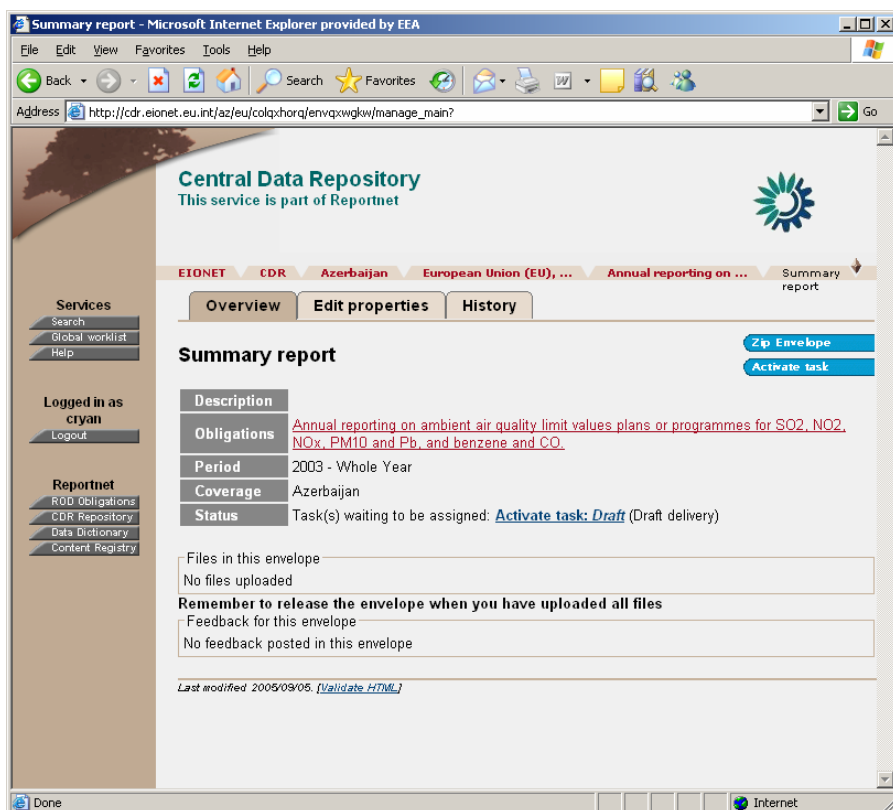 Summary report - Microsoft Internet Explorer provided by EEA
File Edit View Favorites Tools Help
Back Search Favorites
Address http://cdr.eionet.eu.int/az/eu/colqxhorq/envqxwgkw/manage_main? Go
Central Data Repository
This service is part of Reportnet
EIONET CDR Azerbaijan European Union (EU), ... Annual reporting on ... Summary report
Services
Search
Global worklist
Help
Logged in as
cryan
Logout
Reportnet
ROD Obligations
CDR Repository
Data Dictionary
Content Registry
Overview Edit properties History
Summary report
Zip Envelope
Activate task
Description
Obligations Annual reporting on ambient air quality limit values plans or programmes for SO2, NO2,
NOx, PM10 and Pb, and benzene and CO.
Period 2003 - Whole Year
Coverage Azerbaijan
Status Task(s) waiting to be assigned: Activate task: Draft (Draft delivery)
Files in this envelope
No files uploaded
Remember to release the envelope when you have uploaded all files
Feedback for this envelope
No feedback posted in this envelope
Last modified 2005/09/05. [Validate HTML]
Done Internet